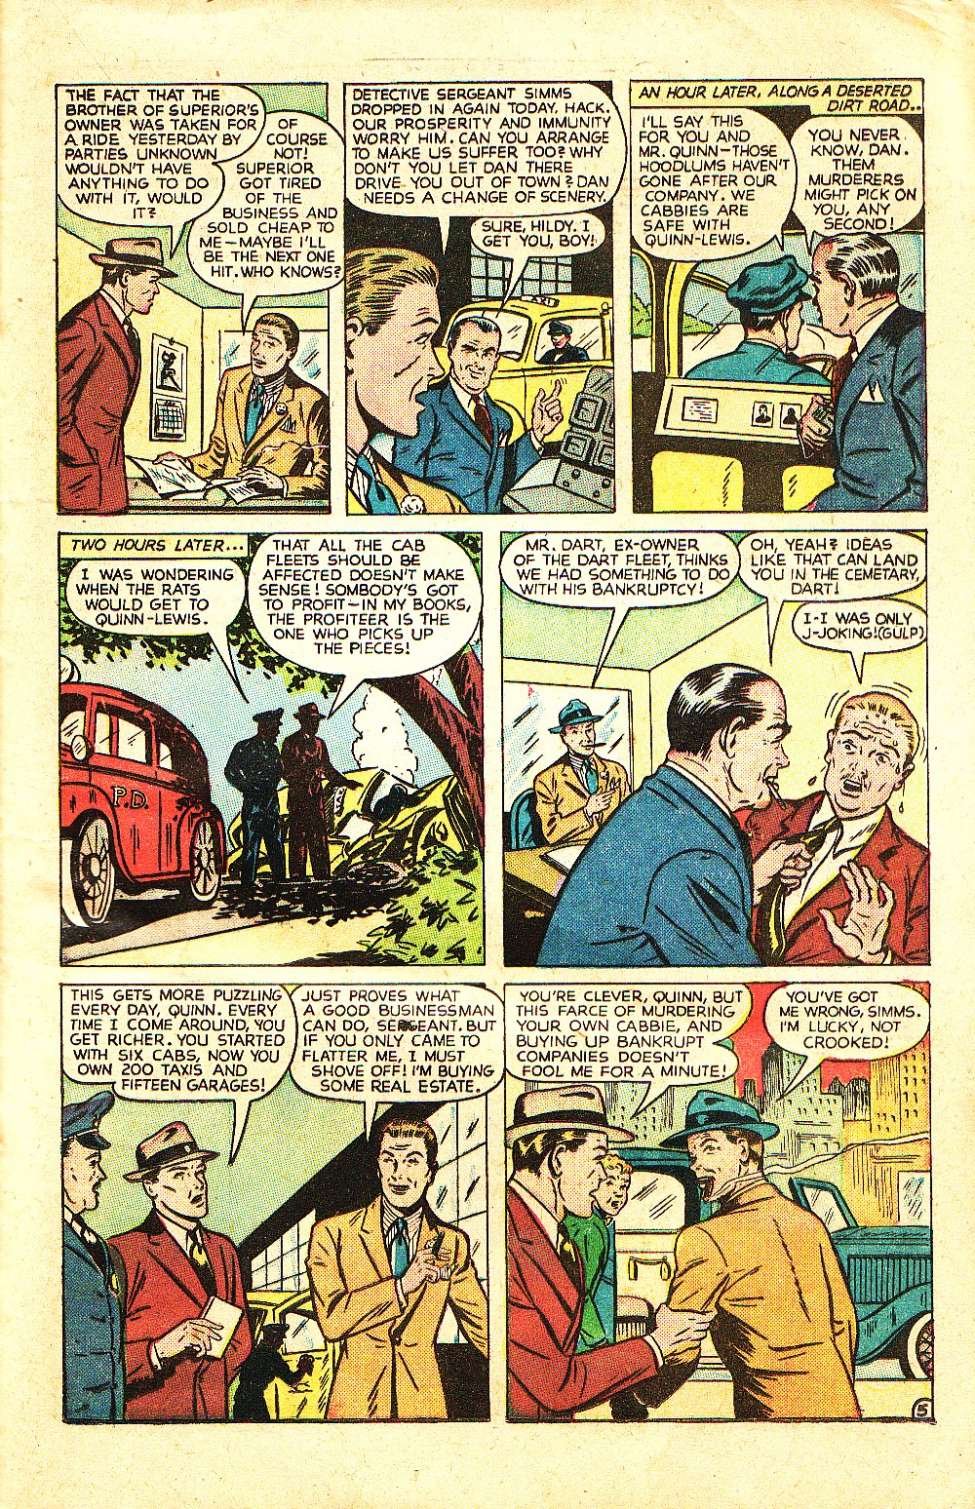 THE FACT THAT THE
BROTHER OF SUPERIOR'S
OWNER WAS TAKEN FOR
A RIDE YESTERDAY BY
PARTIES UNKNOWN
WOULDN'T HAVE
ANYTHING TO DO
WITH IT, WOULD
IT?
OF
COURSE
NOT!
SUPERIOR
GOT TIRED
OF THE
BUSINESS AND
SOLD CHEAP TO
ME—MAYBE I'LL
BE THE NEXT ONE
HIT. WHO KNOWS?
DETECTIVE SERGEANT SIMMS
DROPPED IN AGAIN TODAY, HACK.
OUR PROSPERITY AND IMMUNITY
WORRY HIM. CAN YOU ARRANGE
TO MAKE US SUFFER TOO? WHY
DON'T YOU LET DAN THERE
DRIVE YOU OUT OF TOWN? DAN
NEEDS A CHANGE OF SCENERY.
SURE, HILDY. I
GET YOU, BOY!
TAXI
AN HOUR LATER, ALONG A DESERTED
DIRT ROAD..
I'LL SAY THIS
FOR YOU AND
MR. QUINN—THOSE
HOODLUMS HAVEN'T
GONE AFTER OUR
COMPANY. WE
CABBIES ARE
SAFE WITH
QUINN-LEWIS.
YOU NEVER
KNOW, DAN.
THEM
MURDERERS
MIGHT PICK ON
YOU, ANY
SECOND!
TWO HOURS LATER...
I WAS WONDERING
WHEN THE RATS
WOULD GET TO
QUINN-LEWIS.
THAT ALL THE CAB
FLEETS SHOULD BE
AFFECTED DOESN'T MAKE
SENSE! SOMBODY'S GOT
TO PROFIT—IN MY BOOKS,
THE PROFITEER IS THE
ONE WHO PICKS UP
THE PIECES!
P.D.
MR. DART, EX-OWNER
OF THE DART FLEET, THINKS
WE HAD SOMETHING TO DO
WITH HIS BANKRUPTCY!
OH, YEAH? IDEAS
LIKE THAT CAN LAND
YOU IN THE CEMETARY,
DART!
I-I WAS ONLY
J-JOKING! (GULP)
THIS GETS MORE PUZZLING
EVERY DAY, QUINN. EVERY
TIME I COME AROUND, YOU
GET RICHER. YOU STARTED
WITH SIX CABS, NOW YOU
OWN 200 TAXIS AND
FIFTEEN GARAGES!
JUST PROVES WHAT
A GOOD BUSINESSMAN
CAN DO, SERGEANT. BUT
IF YOU ONLY CAME TO
FLATTER ME, I MUST
SHOVE OFF! I'M BUYING
SOME REAL ESTATE.
YOU'RE CLEVER, QUINN, BUT
THIS FARCE OF MURDERING
YOUR OWN CABBIE, AND
BUYING UP BANKRUPT
COMPANIES DOESN'T
FOOL ME FOR A MINUTE!
YOU'VE GOT
ME WRONG, SIMMS.
I'M LUCKY, NOT
CROOKED!
5